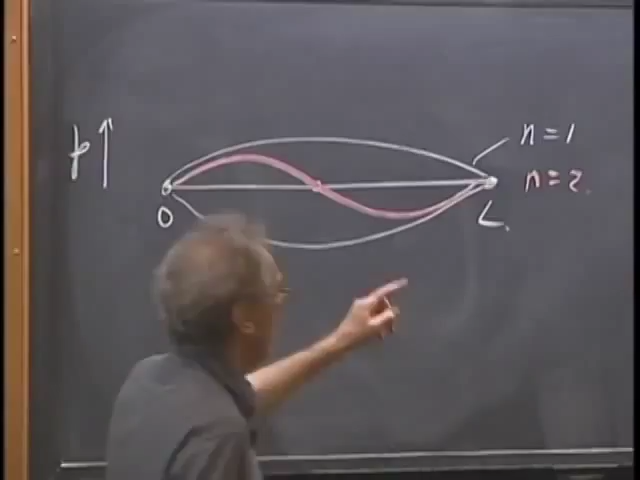 y
n = 1
n = 2.
0
L.